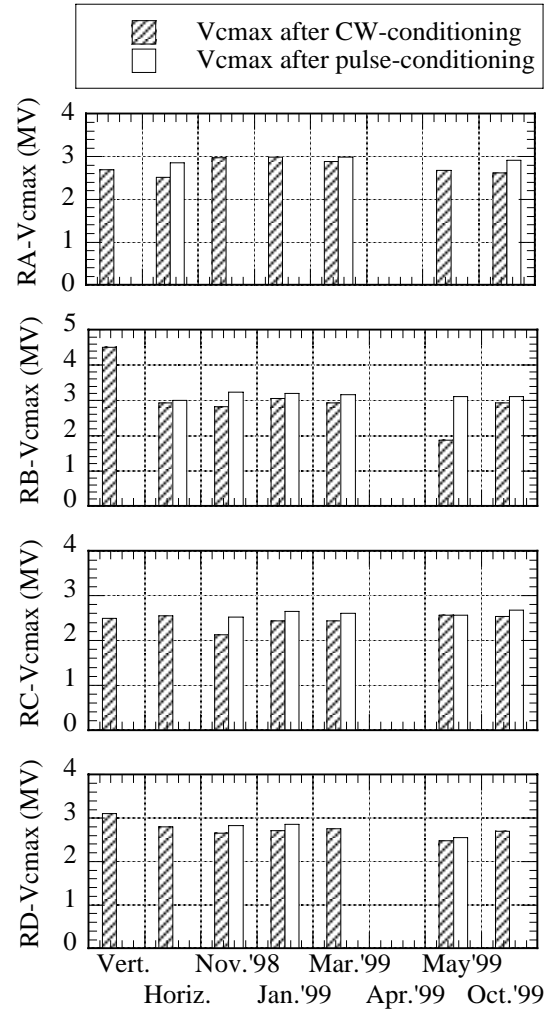 Vcmax after CW-conditioning
Vcmax after pulse-conditioning
RA-Vcmax (MV)
4
3
2
1
0
RB-Vcmax (MV)
5
4
3
2
1
0
RC-Vcmax (MV)
4
3
2
1
0
RD-Vcmax (MV)
4
3
2
1
0
Vert. Nov.'98 Mar.'99 May'99
Horiz. Jan.'99 Apr.'99 Oct.'99